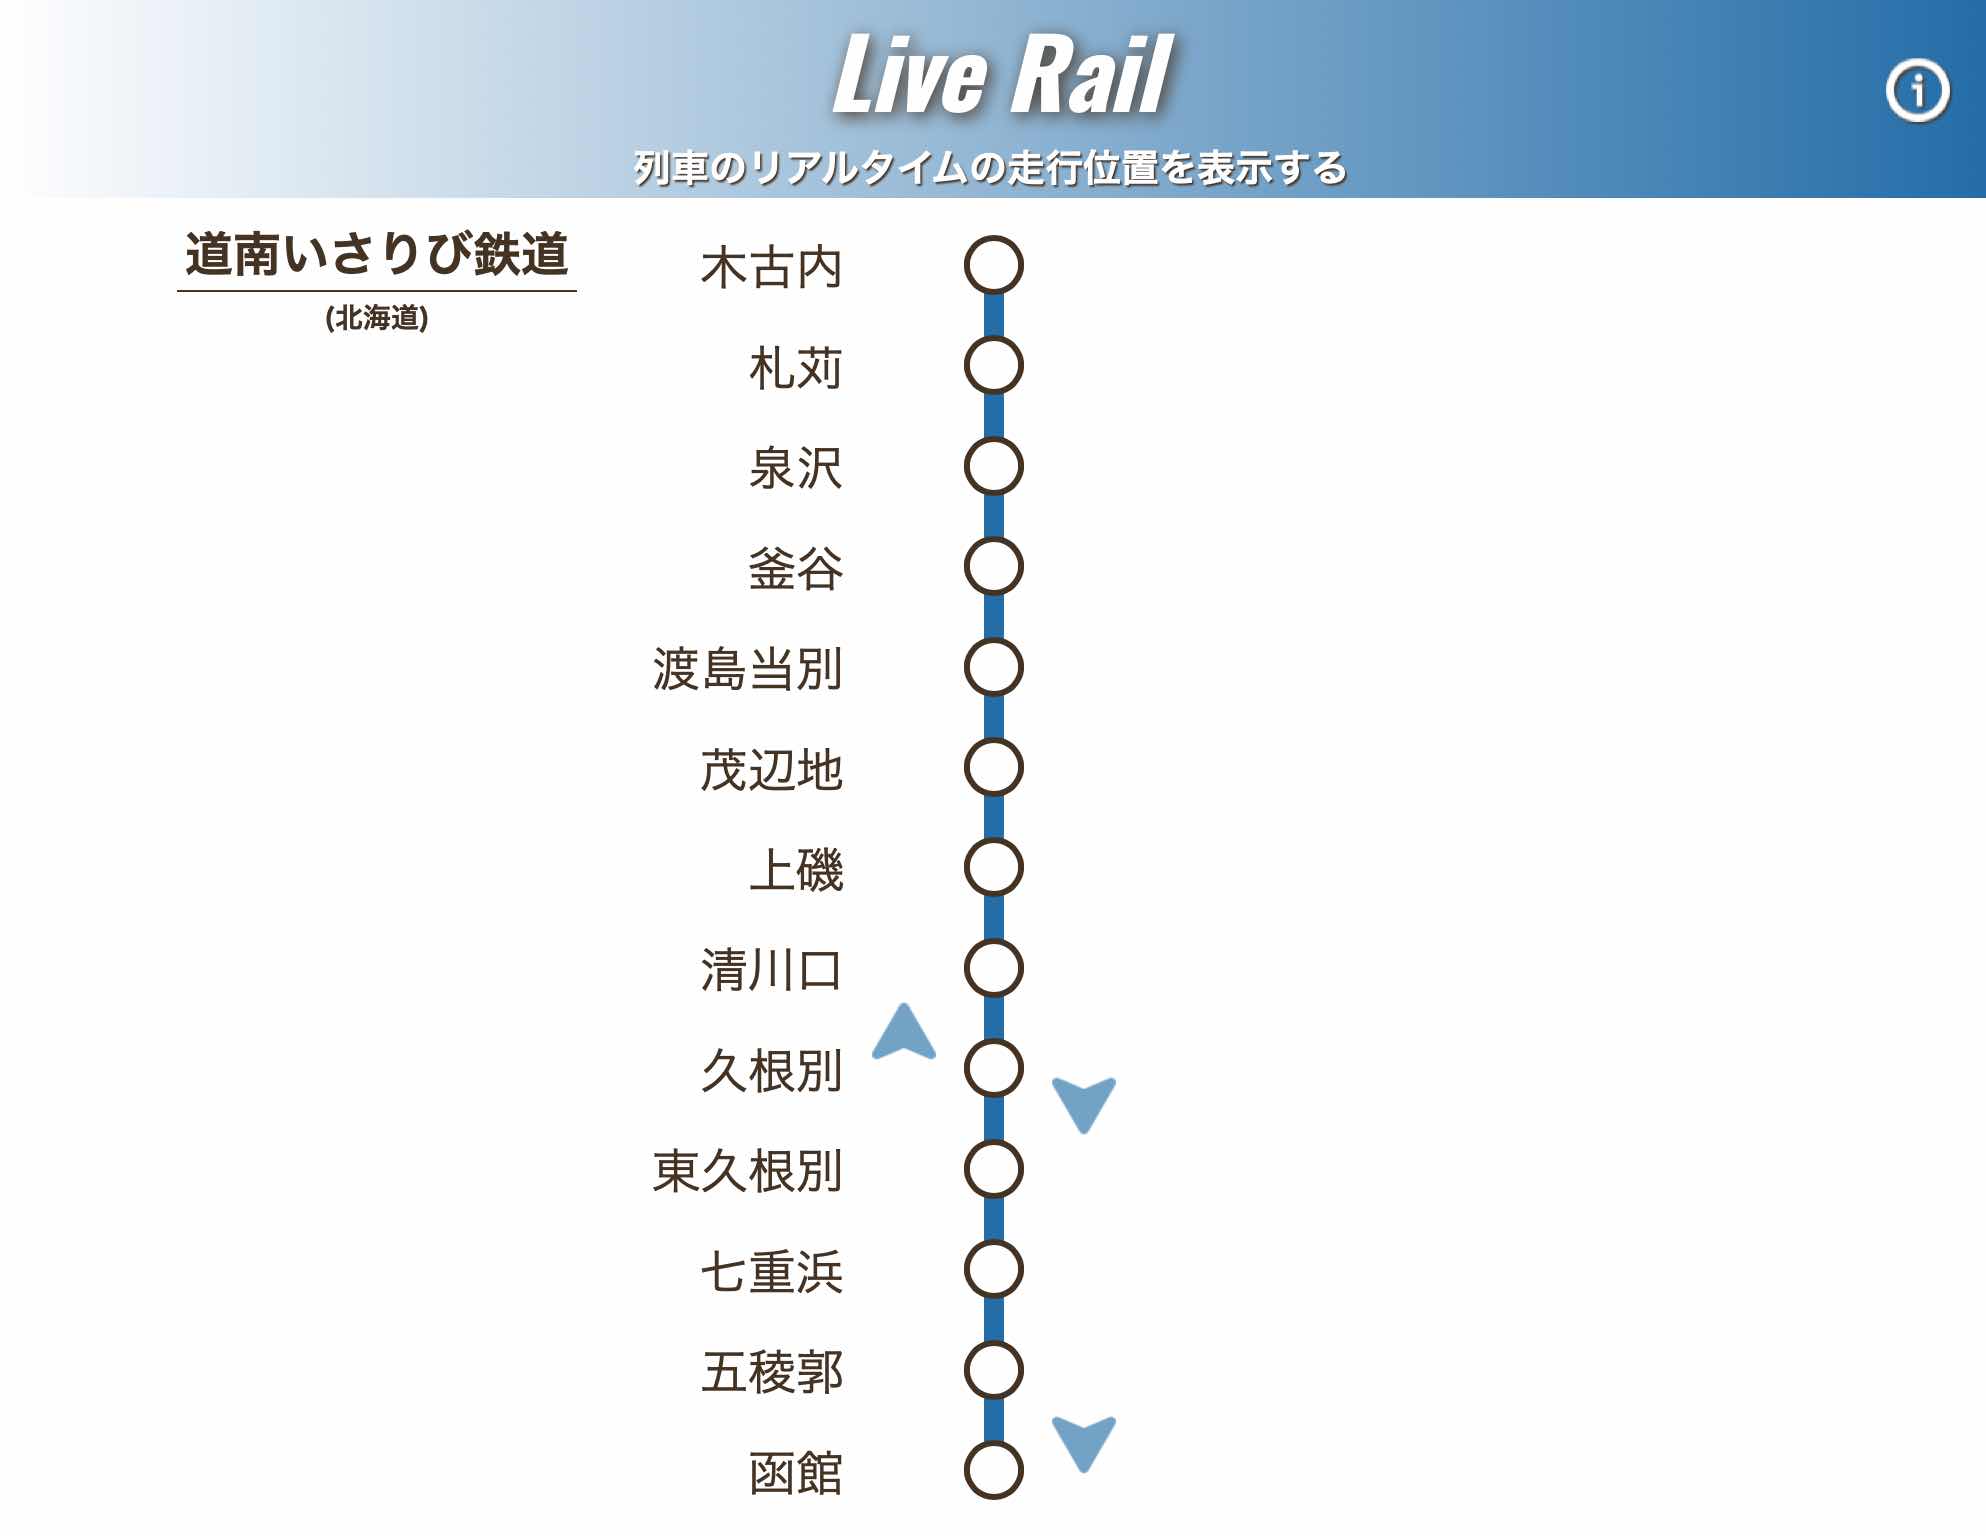 Live Rail
列車のリアルタイムの走行位置を表示する
道南いさりび鉄道
(北海道)
木古内
札苅
泉沢
釜谷
渡島当別
茂辺地
上磯
清川口
久根別
東久根別
七重浜
五稜郭
函館